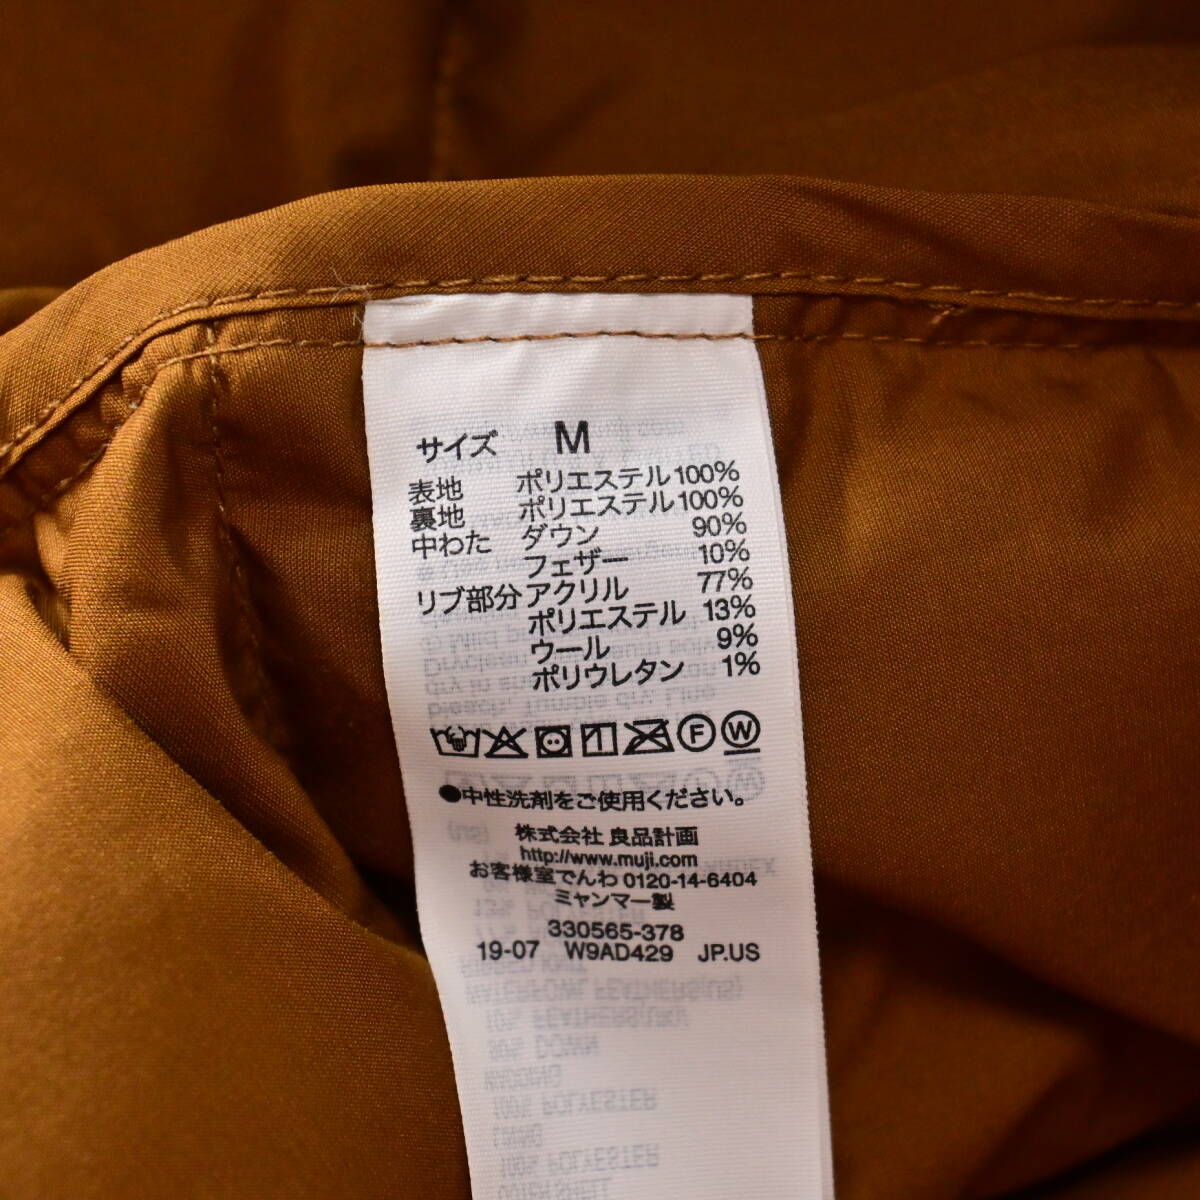 サイズ M
表地 ポリエステル100%
裏地 ポリエステル100%
中わた ダウン 90%
フェザー 10%
リブ部分 アクリル 77%
ポリエステル 13%
ウール 9%
ポリウレタン 1%
F W
●中性洗剤をご使用ください。
株式会社 良品計画
http://www.muji.com
お客様室でんわ 0120-14-6404
ミャンマー製
330565-378
19-07 W9AD429 JP.US